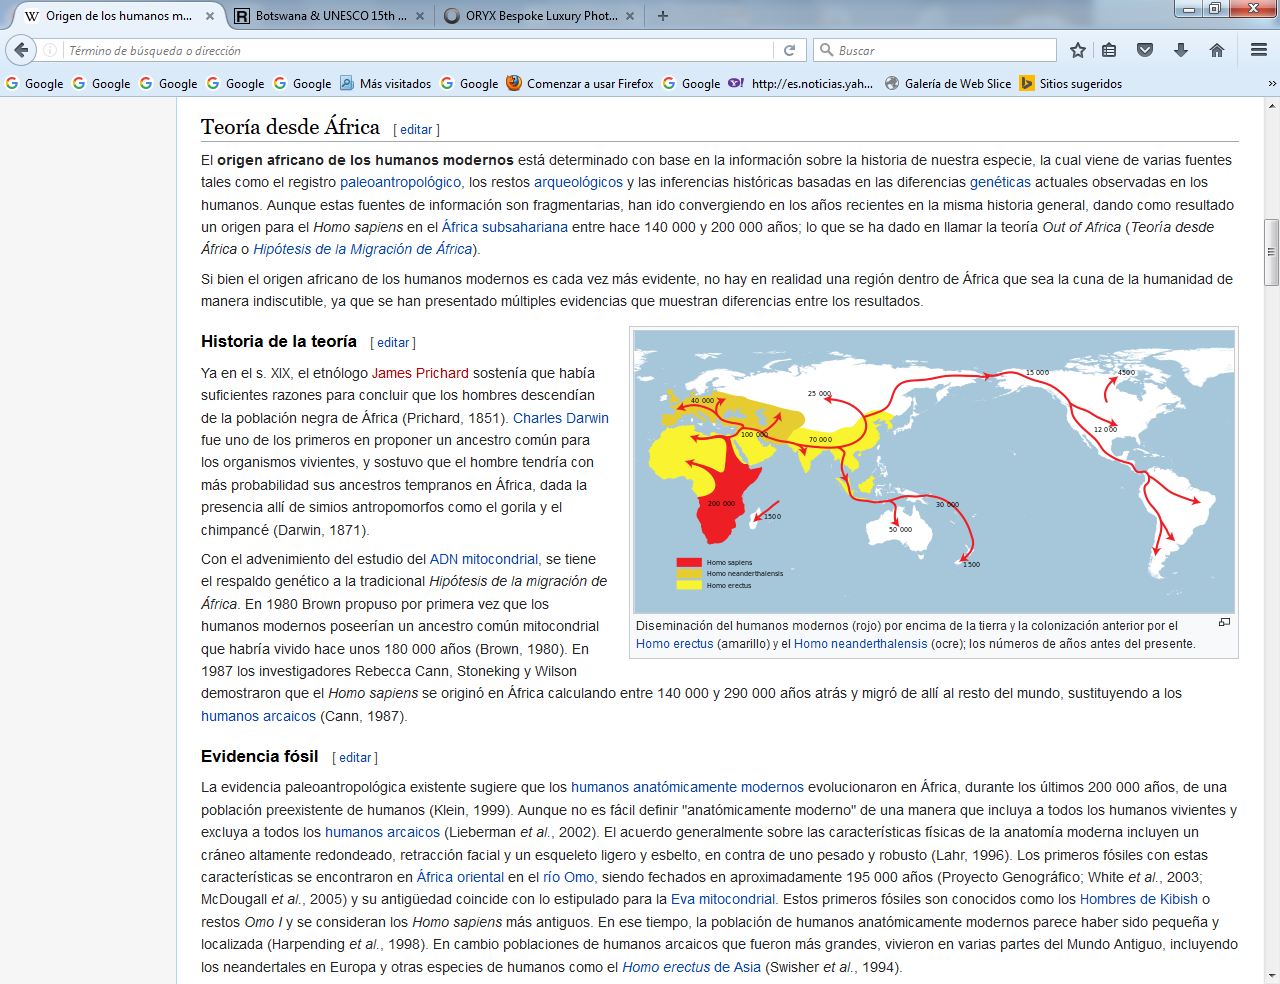 Origen de los humanos m...
Botswana & UNESCO 15th ...
ORYX Bespoke Luxury Phot...
Término de búsqueda o dirección
Buscar
Google
Google
Google
Google
Google
Más visitados
Google
Comenzar a usar Firefox
Google
http://es.noticias.yah...
Galería de Web Slice
Sitios sugeridos
Teoría desde África [ editar ]
El origen africano de los humanos modernos está determinado con base en la información sobre la historia de nuestra especie, la cual viene de varias fuentes
tales como el registro paleoantropológico, los restos arqueológicos y las inferencias históricas basadas en las diferencias genéticas actuales observadas en los
humanos. Aunque estas fuentes de información son fragmentarias, han ido convergiendo en los años recientes en la misma historia general, dando como resultado
un origen para el Homo sapiens en el África subsahariana entre hace 140 000 y 200 000 años; lo que se ha dado en llamar la teoría Out of Africa (Teoría desde
África o Hipótesis de la Migración de África).
Si bien el origen africano de los humanos modernos es cada vez más evidente, no hay en realidad una región dentro de África que sea la cuna de la humanidad de
manera indiscutible, ya que se han presentado múltiples evidencias que muestran diferencias entre los resultados.
Historia de la teoría [ editar ]
Ya en el s. XIX, el etnólogo James Prichard sostenía que había
suficientes razones para concluir que los hombres descendían
de la población negra de África (Prichard, 1851). Charles Darwin
fue uno de los primeros en proponer un ancestro común para
los organismos vivientes, y sostuvo que el hombre tendría con
más probabilidad sus ancestros tempranos en África, dada la
presencia allí de simios antropomorfos como el gorila y el
chimpancé (Darwin, 1871).
Con el advenimiento del estudio del ADN mitocondrial, se tiene
el respaldo genético a la tradicional Hipótesis de la migración de
África. En 1980 Brown propuso por primera vez que los
humanos modernos poseerían un ancestro común mitocondrial
que habría vivido hace unos 180 000 años (Brown, 1980). En
1987 los investigadores Rebecca Cann, Stoneking y Wilson
demostraron que el Homo sapiens se originó en África calculando entre 140 000 y 290 000 años atrás y migró de allí al resto del mundo, sustituyendo a los
humanos arcaicos (Cann, 1987).
15 000
4500
25 000
40 000
12 000
100 000
70 000
200 000
30 000
1500
50 000
1500
Homo sapiens
Homo neanderthalensis
Homo erectus
Diseminación del humanos modernos (rojo) por encima de la tierra y la colonización anterior por el
Homo erectus (amarillo) y el Homo neanderthalensis (ocre); los números de años antes del presente.
Evidencia fósil [ editar ]
La evidencia paleoantropológica existente sugiere que los humanos anatómicamente modernos evolucionaron en África, durante los últimos 200 000 años, de una
población preexistente de humanos (Klein, 1999). Aunque no es fácil definir "anatómicamente moderno" de una manera que incluya a todos los humanos vivientes y
excluya a todos los humanos arcaicos (Lieberman et al., 2002). El acuerdo generalmente sobre las características físicas de la anatomía moderna incluyen un
cráneo altamente redondeado, retracción facial y un esqueleto ligero y esbelto, en contra de uno pesado y robusto (Lahr, 1996). Los primeros fósiles con estas
características se encontraron en África oriental en el río Omo, siendo fechados en aproximadamente 195 000 años (Proyecto Genográfico; White et al., 2003;
McDougall et al., 2005) y su antigüedad coincide con lo estipulado para la Eva mitocondrial. Estos primeros fósiles son conocidos como los Hombres de Kibish o
restos Omo I y se consideran los Homo sapiens más antiguos. En ese tiempo, la población de humanos anatómicamente modernos parece haber sido pequeña y
localizada (Harpending et al., 1998). En cambio poblaciones de humanos arcaicos que fueron más grandes, vivieron en varias partes del Mundo Antiguo, incluyendo
los neandertales en Europa y otras especies de humanos como el Homo erectus de Asia (Swisher et al., 1994).